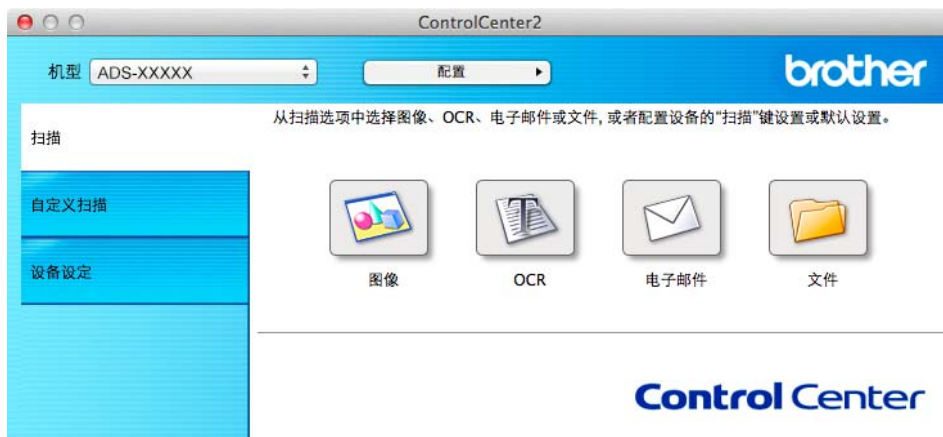 ControlCenter2
机型 ADS-XXXXX 配置 brother
从扫描选项中选择图像、OCR、电子邮件或文件, 或者配置设备的“扫描”键设置或默认设置。
扫描
自定义扫描
设备设定
图像 OCR 电子邮件 文件
Control Center